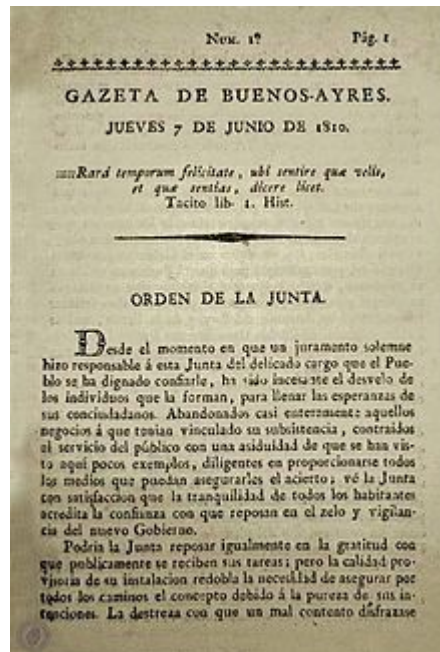 Num. 1º Pág. 1
GAZETA DE BUENOS-AYRES.
JUEVES 7 DE JUNIO DE 1810.
Rará temporum felicitate, ubi sentire quæ velis,
et quæ sentias, dicere licet.
Tacito lib. 1. Hist.
ORDEN DE LA JUNTA.
Desde el momento en que un juramento solemne
hizo responsable á esta Junta del delicado cargo que el Pue-
blo se ha dignado confiarle, ha sido incesante el desvelo de
los individuos que la forman, para llenar las esperanzas de
sus conciudadanos. Abandonados casi enteramente aquellos
negocios á que tenian vinculado su subsistencia, contraidos
al servicio del público con una asiduidad de que se han vis-
to aquí pocos exemplos, diligentes en proporcionarse todos
los medios que puedan asegurarles el acierto; vé la Junta
con satisfaccion que la tranquilidad de todos los habitantes
acredita la confianza con que reposan en el zelo y vigilan-
cia del nuevo Gobierno.
Podria la Junta reposar igualmente en la gratitud con
que publicamente se reciben sus tareas; pero la calidad pro-
visoria de su instalacion redobla la necesidad de asegurar por
todos los caminos el concepto debido á la pureza de sus in-
tenciones. La destreza con que un mal contento disfrazase